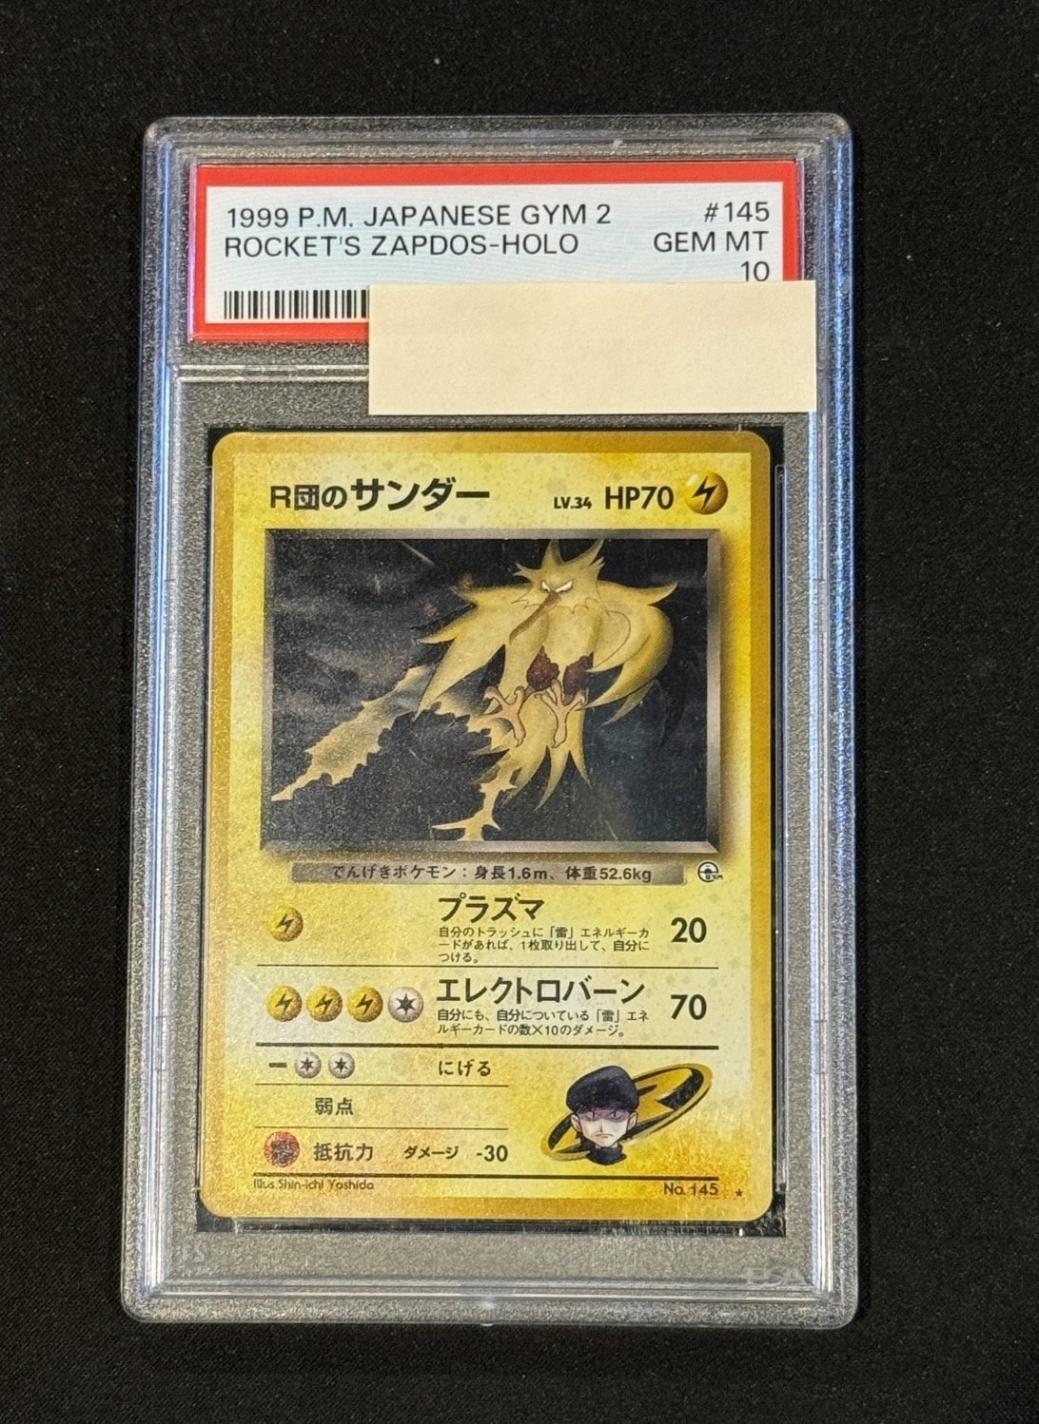 1999 P.M. JAPANESE GYM 2 #145
ROCKET'S ZAPDOS-HOLO GEM MT
10
R団のサンダー LV.34 HP70
でんげきポケモン：身長1.6m、体重52.6kg
プラズマ 20
自分のトラッシュに「雷」エネルギーカ
ードがあれば、1枚取り出して、自分に
つける。
エレクトロバーン 70
自分にも、自分についている「雷」エネ
ルギーカードの数×10のダメージ。
にげる
弱点
抵抗力 ダメージ -30
Illus.Shin-ichi Yoshida No. 145 ★
PSA